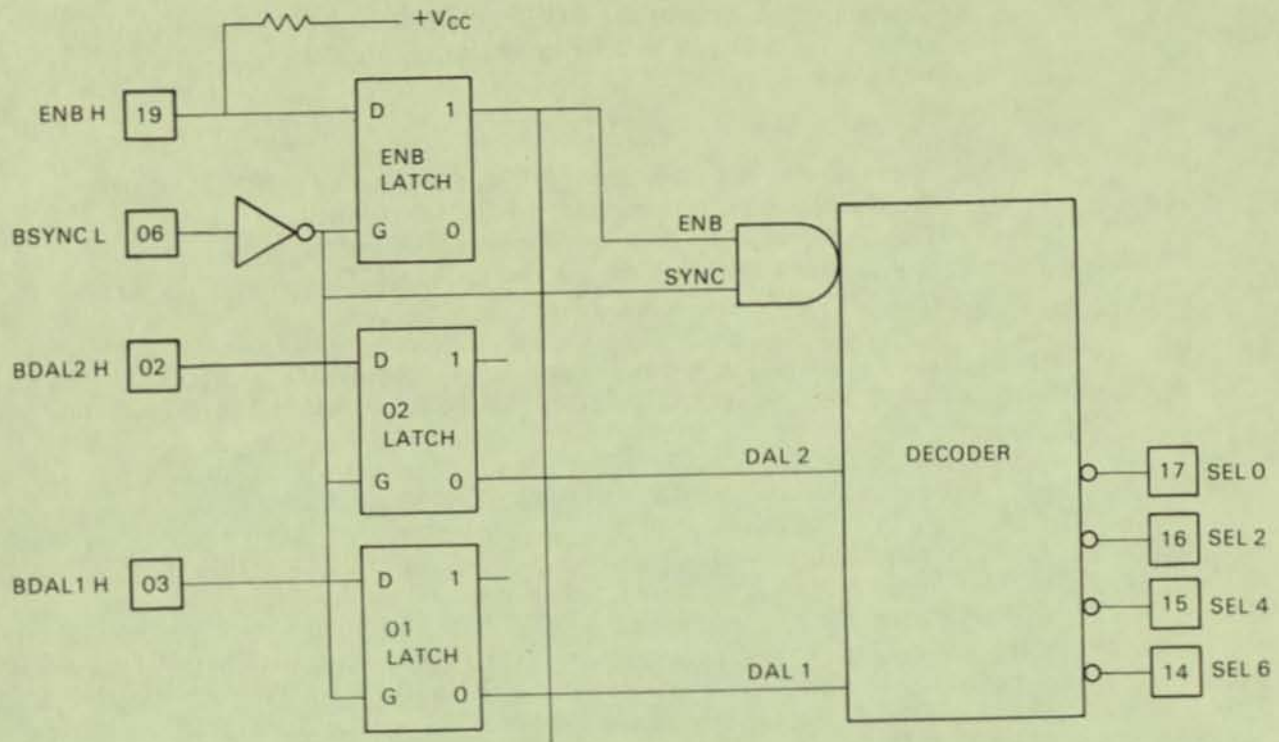 +VCC
ENB H 19
D 1
ENB
LATCH
G 0
BSYNC L 06
ENB
SYNC
BDAL2 H 02
D 1
O2
LATCH
G 0
DAL 2
DECODER
17 SEL 0
16 SEL 2
15 SEL 4
14 SEL 6
BDAL1 H 03
D 1
O1
LATCH
G 0
DAL 1